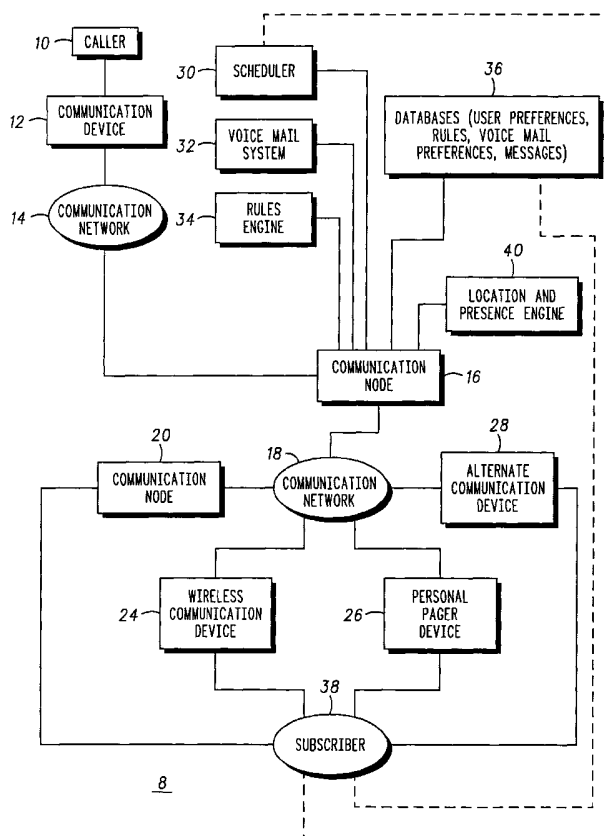 10
CALLER
12
COMMUNICATION
DEVICE
14
COMMUNICATION
NETWORK
30
SCHEDULER
32
VOICE MAIL
SYSTEM
34
RULES
ENGINE
36
DATABASES (USER PREFERENCES,
RULES, VOICE MAIL
PREFERENCES, MESSAGES)
40
LOCATION AND
PRESENCE ENGINE
COMMUNICATION
NODE
16
20
COMMUNICATION
NODE
18
COMMUNICATION
NETWORK
28
ALTERNATE
COMMUNICATION
DEVICE
24
WIRELESS
COMMUNICATION
DEVICE
26
PERSONAL
PAGER
DEVICE
38
SUBSCRIBER
8